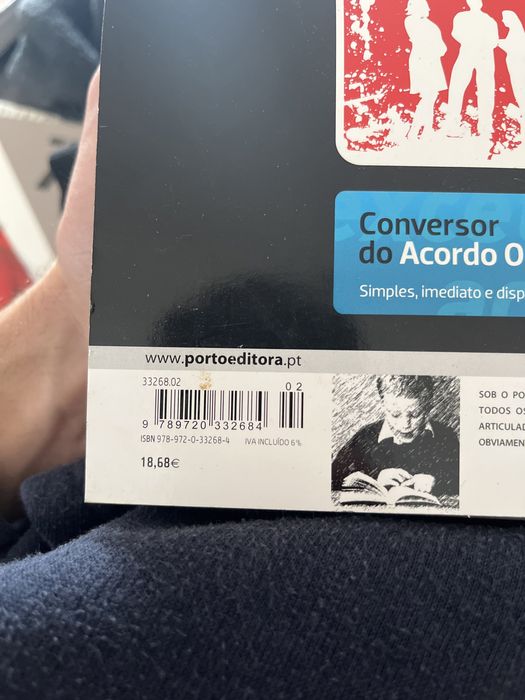 Conversor
do Acordo O
Simples, imediato e disp
www.portoeditora.pt
33268.02
02
9 789720 332684
ISBN 978-972-0-33268-4 IVA INCLUÍDO 6%
18,68€
SOB O PO
TODOS OS
ARTICULAD
OBVIAMEN